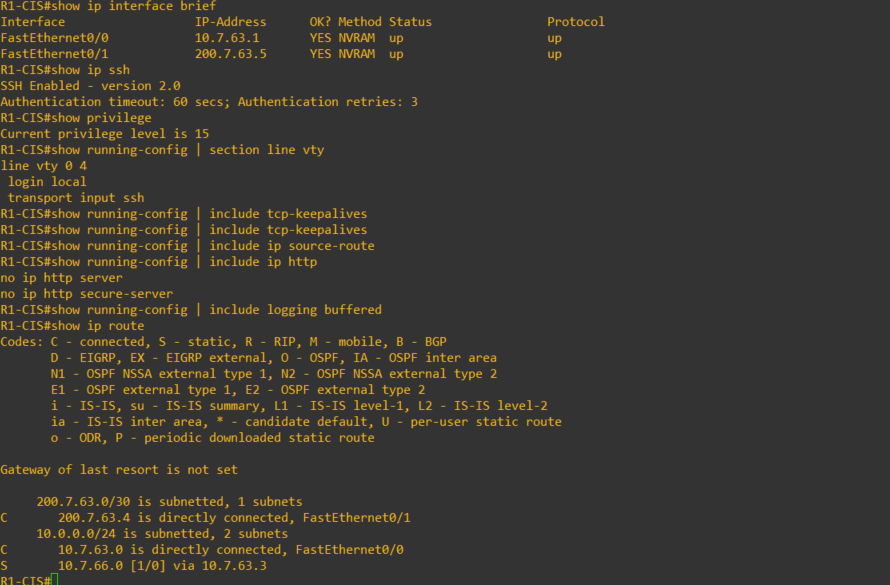 R1-CIS#show ip interface brief
Interface                  IP-Address      OK? Method Status                Protocol
FastEthernet0/0            10.7.63.1       YES NVRAM  up                    up
FastEthernet0/1            200.7.63.5      YES NVRAM  up                    up
R1-CIS#show ip ssh
SSH Enabled - version 2.0
Authentication timeout: 60 secs; Authentication retries: 3
R1-CIS#show privilege
Current privilege level is 15
R1-CIS#show running-config | section line vty
line vty 0 4
 login local
 transport input ssh
R1-CIS#show running-config | include tcp-keepalives
R1-CIS#show running-config | include tcp-keepalives
R1-CIS#show running-config | include ip source-route
R1-CIS#show running-config | include ip http
no ip http server
no ip http secure-server
R1-CIS#show running-config | include logging buffered
R1-CIS#show ip route
Codes: C - connected, S - static, R - RIP, M - mobile, B - BGP
       D - EIGRP, EX - EIGRP external, O - OSPF, IA - OSPF inter area
       N1 - OSPF NSSA external type 1, N2 - OSPF NSSA external type 2
       E1 - OSPF external type 1, E2 - OSPF external type 2
       i - IS-IS, su - IS-IS summary, L1 - IS-IS level-1, L2 - IS-IS level-2
       ia - IS-IS inter area, * - candidate default, U - per-user static route
       o - ODR, P - periodic downloaded static route

Gateway of last resort is not set

     200.7.63.0/30 is subnetted, 1 subnets
C       200.7.63.4 is directly connected, FastEthernet0/1
     10.0.0.0/24 is subnetted, 2 subnets
C       10.7.63.0 is directly connected, FastEthernet0/0
S       10.7.66.0 [1/0] via 10.7.63.3
R1-CIS#